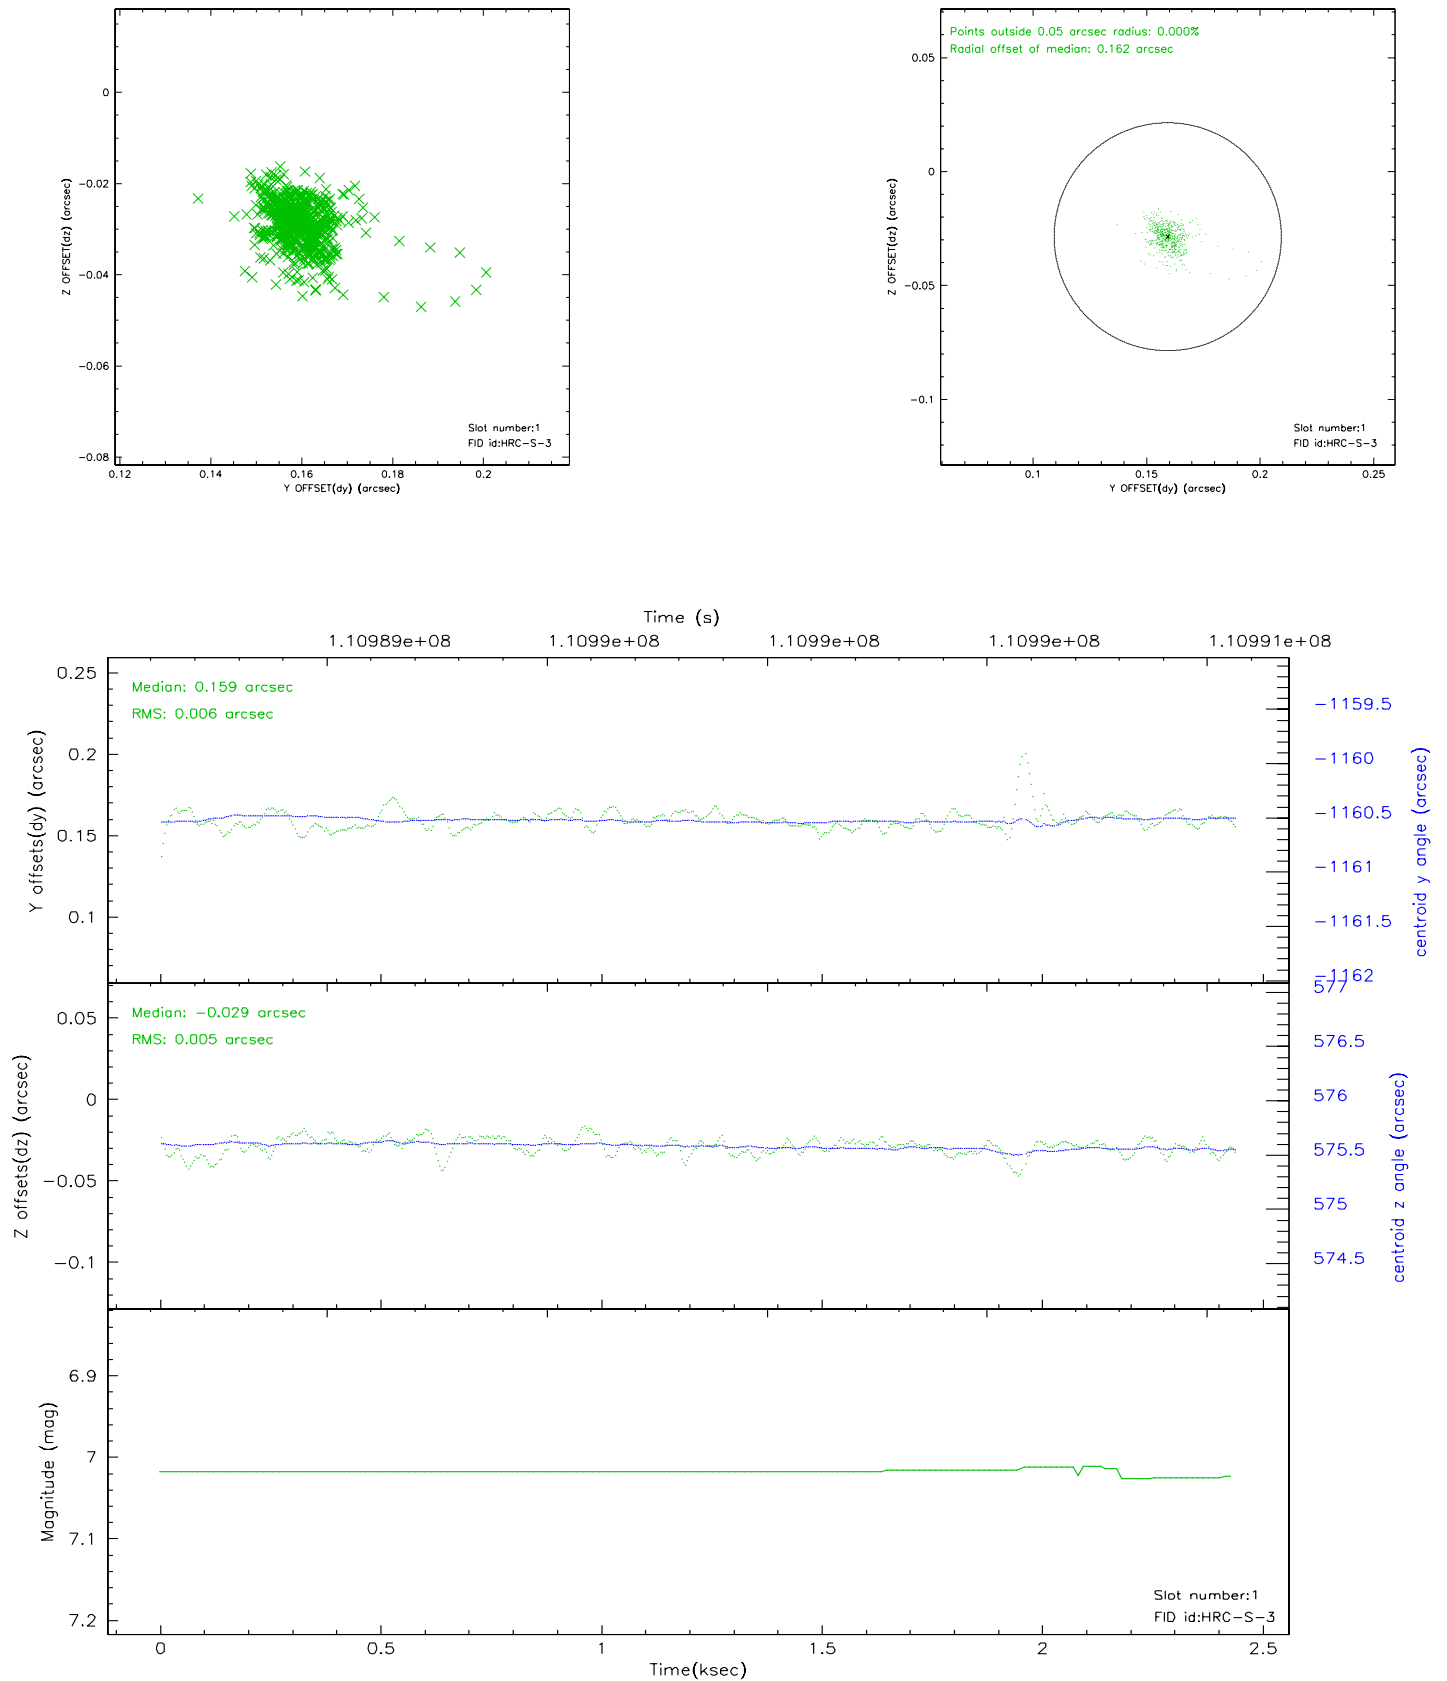 0
−0.02
−0.04
−0.06
−0.08
Z OFFSET(dz) (arcsec)
Slot number:1
FID id:HRC−S−3
0.12 0.14 0.16 0.18 0.2
Y OFFSET(dy) (arcsec)
Points outside 0.05 arcsec radius: 0.000%
Radial offset of median: 0.162 arcsec
0.05
0
−0.05
−0.1
Z OFFSET(dz) (arcsec)
Slot number:1
FID id:HRC−S−3
0.1 0.15 0.2 0.25
Y OFFSET(dy) (arcsec)
Time (s)
1.10989e+08 1.1099e+08 1.1099e+08 1.1099e+08 1.10991e+08
Median: 0.159 arcsec
RMS: 0.006 arcsec
0.25
0.2
0.15
0.1
Y offsets(dy) (arcsec)
−1159.5
−1160
−1160.5
−1161
−1161.5
−1162
centroid y angle (arcsec)
Median: −0.029 arcsec
RMS: 0.005 arcsec
0.05
0
−0.05
−0.1
Z offsets(dz) (arcsec)
577
576.5
576
575.5
575
574.5
centroid z angle (arcsec)
6.9
7
7.1
7.2
Magnitude (mag)
Slot number:1
FID id:HRC−S−3
0 0.5 1 1.5 2 2.5
Time(ksec)